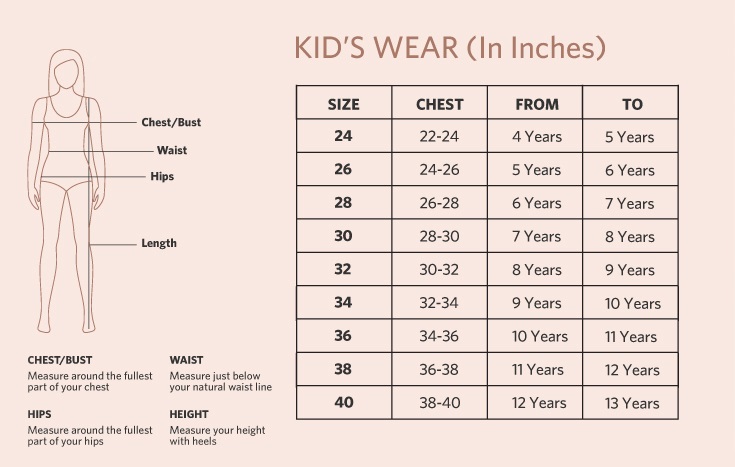 KID'S WEAR (In Inches)
Chest/Bust
Waist
Hips
Length
SIZE CHEST FROM TO
24 22-24 4 Years 5 Years
26 24-26 5 Years 6 Years
28 26-28 6 Years 7 Years
30 28-30 7 Years 8 Years
32 30-32 8 Years 9 Years
34 32-34 9 Years 10 Years
36 34-36 10 Years 11 Years
38 36-38 11 Years 12 Years
40 38-40 12 Years 13 Years
CHEST/BUST
Measure around the fullest
part of your chest
WAIST
Measure just below
your natural waist line
HIPS
Measure around the fullest
part of your hips
HEIGHT
Measure your height
with heels